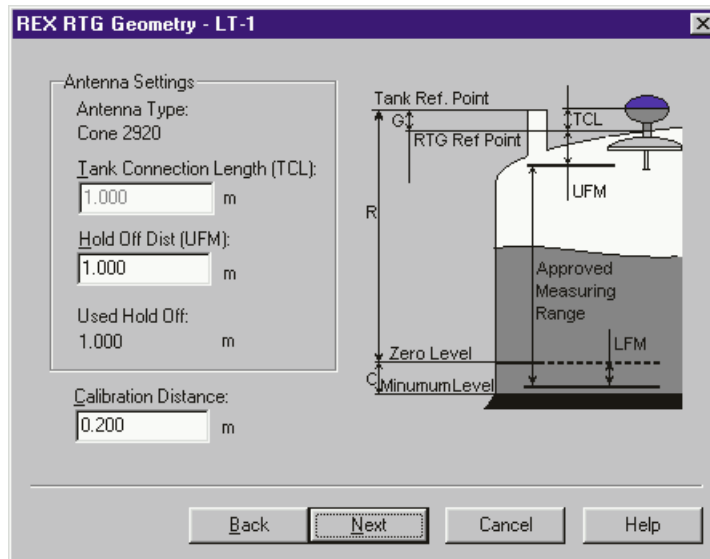 REX RTG Geometry - LT-1
Antenna Settings
Antenna Type:
Cone 2920
Tank Connection Length (TCL):
1.000 m
Hold Off Dist (UFM):
1.000 m
Used Hold Off:
1.000 m
Calibration Distance:
0.200 m
Tank Ref. Point
G
TCL
RTG Ref Point
UFM
R
Approved
Measuring
Range
LFM
Zero Level
C
Minumum Level
Back
Next
Cancel
Help